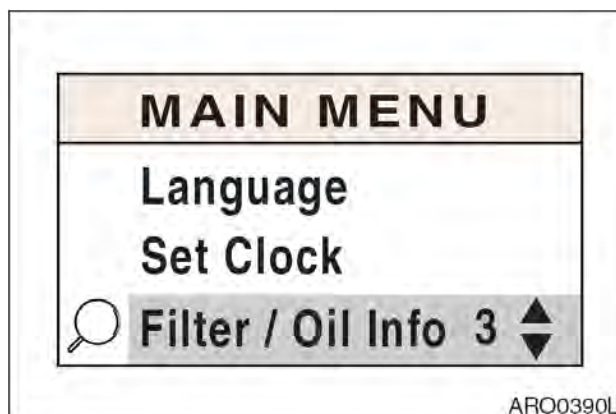 MAIN MENU
Language
Set Clock
Filter / Oil Info 3
ARO0390L